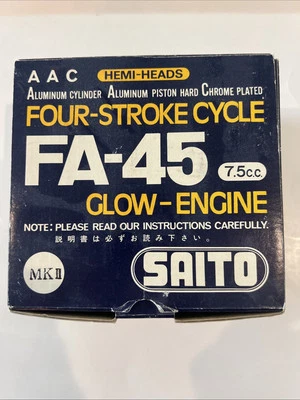 AAC HEMI-HEADS
ALUMINUM CYLINDER ALUMINUM PISTON HARD CHROME PLATED
FOUR-STROKE CYCLE
FA-45 7.5c.c.
GLOW-ENGINE
NOTE: PLEASE READ OUR INSTRUCTIONS CAREFULLY.
説明書は必ずお読み下さい。
MKII SAITO